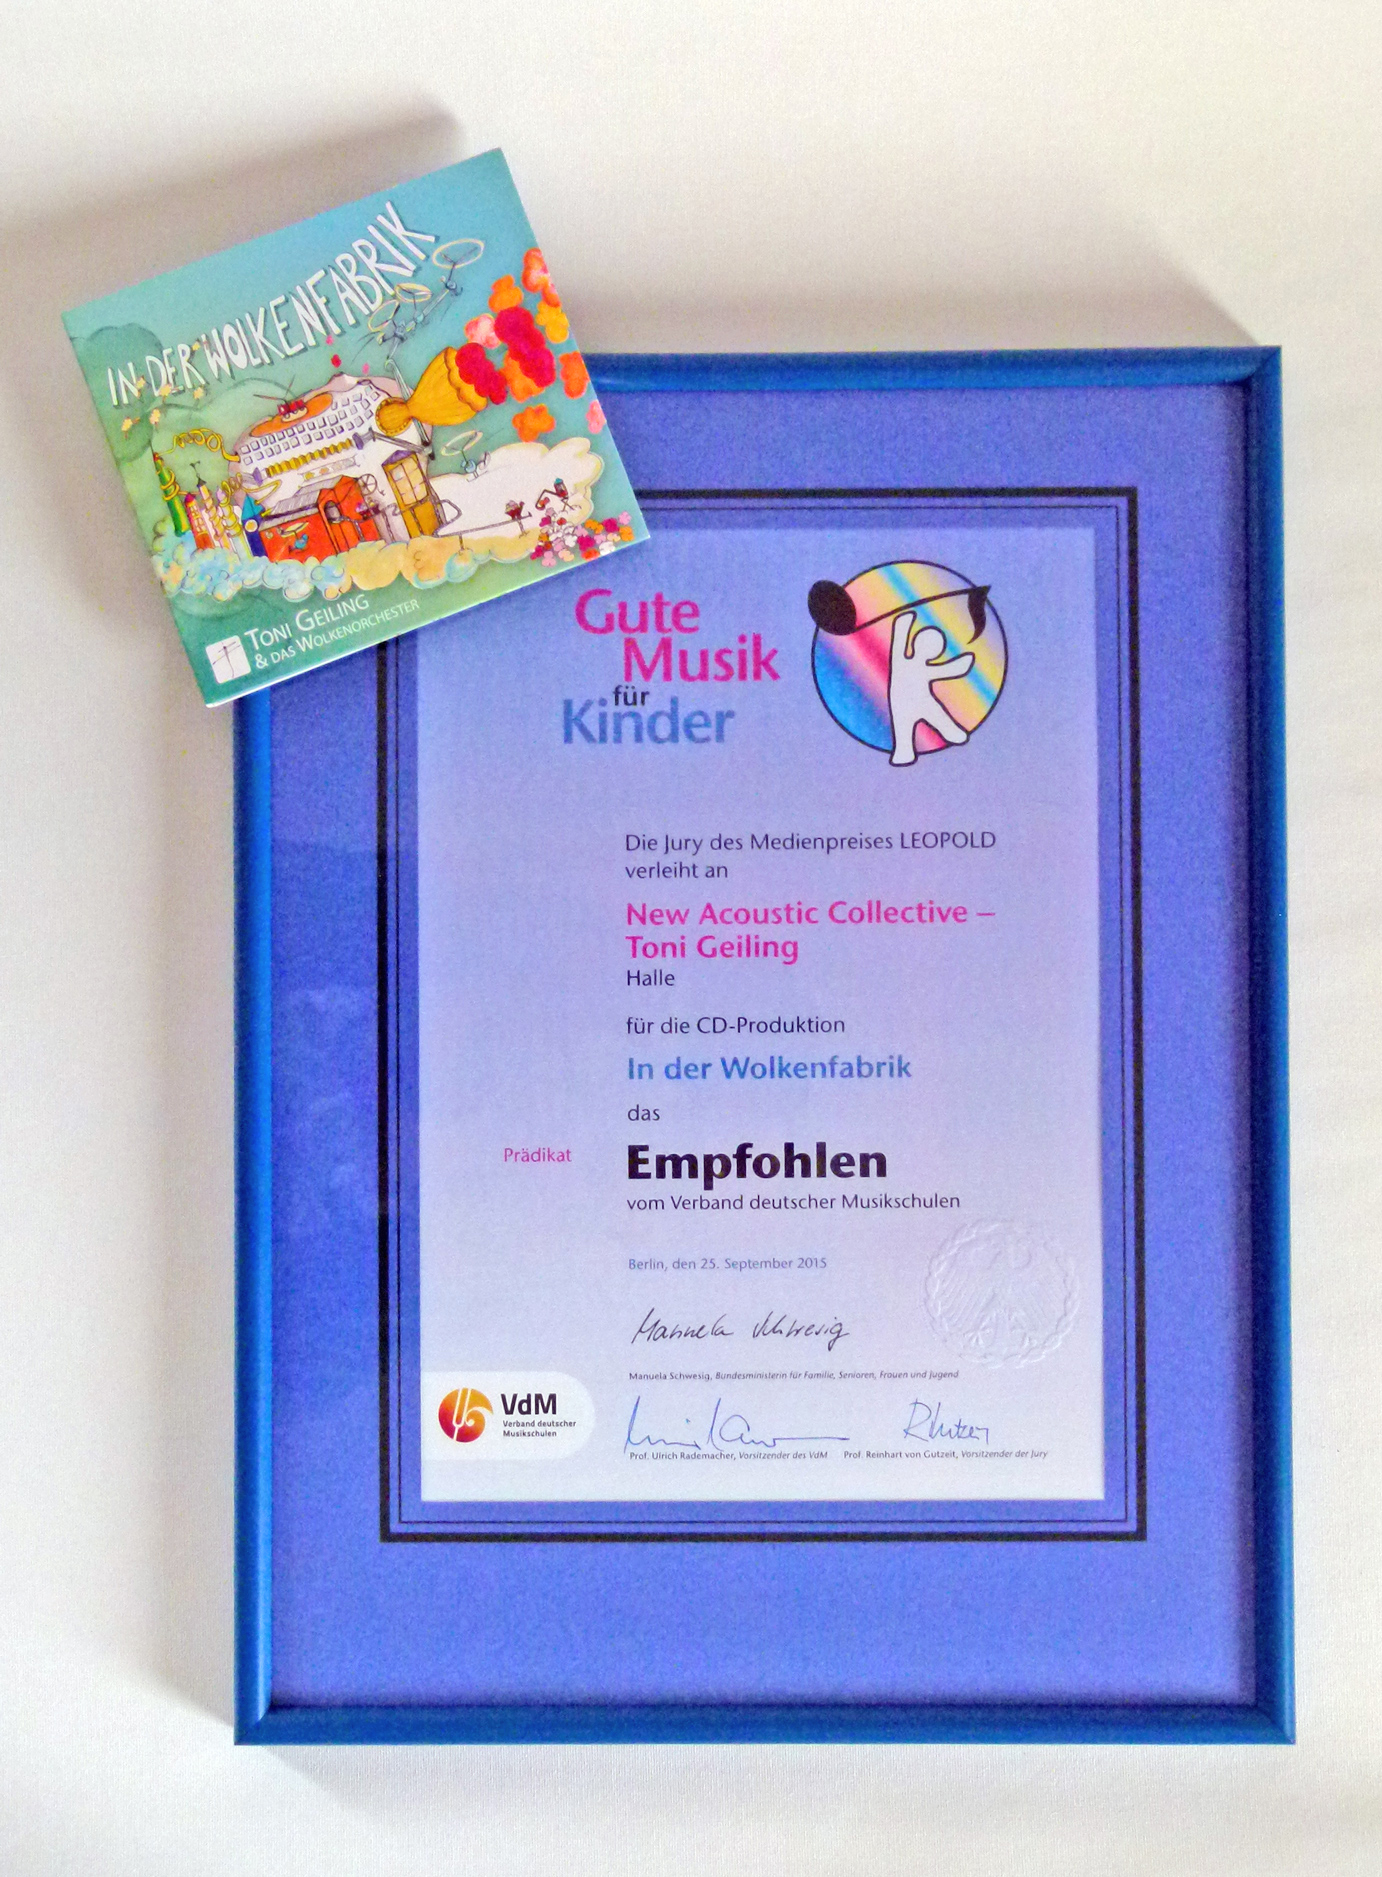 IN DER WOLKENFABRIK
TONI GEILING
& DAS WOLKENORCHESTER
Gute
Musik
für
Kinder
Die Jury des Medienpreises LEOPOLD
verleiht an
New Acoustic Collective –
Toni Geiling
Halle
für die CD-Produktion
In der Wolkenfabrik
das
Prädikat Empfohlen
vom Verband deutscher Musikschulen
Berlin, den 25. September 2015
Manuela Schwesig
Manuela Schwesig, Bundesministerin für Familie, Senioren, Frauen und Jugend
VdM
Verband deutscher
Musikschulen
Prof. Ulrich Rademacher, Vorsitzender des VdM Prof. Reinhart von Gutzeit, Vorsitzender der Jury